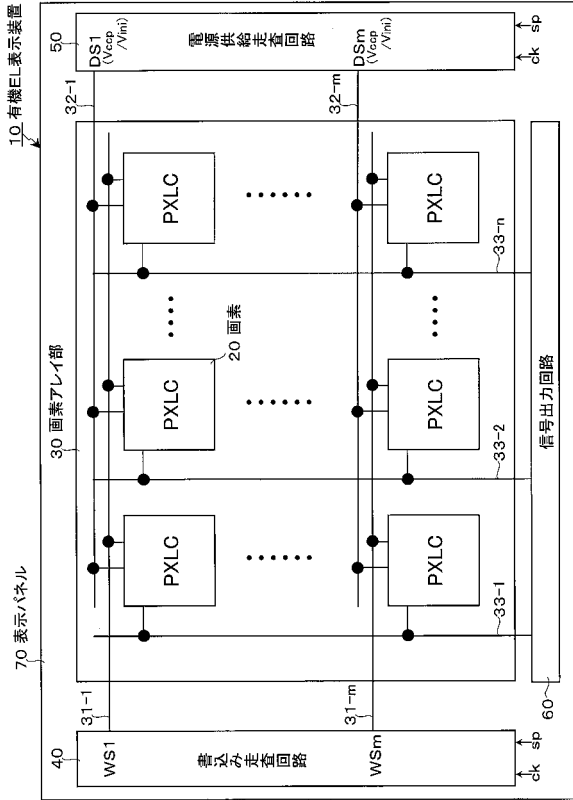 10 有機EL表示装置
70 表示パネル
30 画素アレイ部
40
書込み走査回路
WS1
WSm
ck
sp
50
電源供給走査回路
DS1
(Vccp
/Vini)
DSm
(Vccp
/Vini)
ck
sp
31-1
31-m
32-1
32-m
PXLC
PXLC
PXLC
20 画素
PXLC
PXLC
PXLC
33-1
33-2
33-n
60
信号出力回路